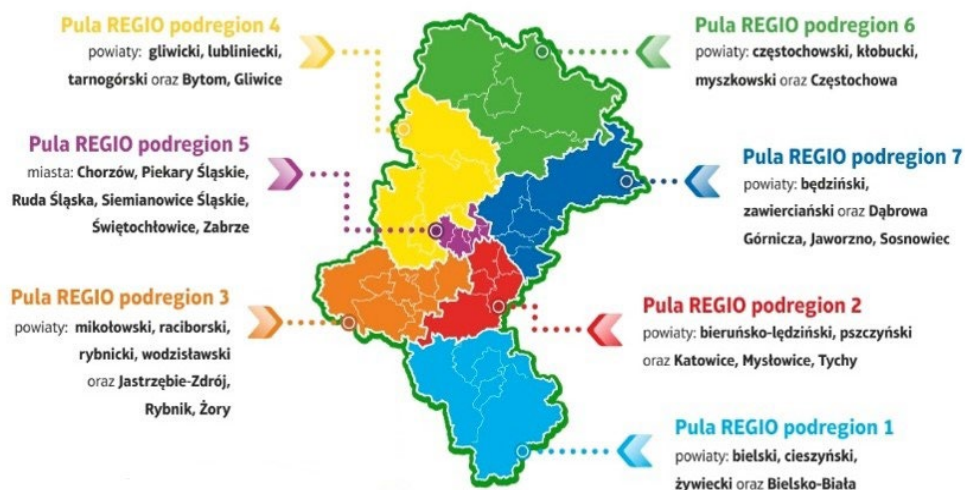 Pula REGIO podregion 4
powiaty: gliwicki, lubliniecki,
tarnogórski oraz Bytom, Gliwice
Pula REGIO podregion 6
powiaty: częstochowski, kłobucki,
myszkowski oraz Częstochowa
Pula REGIO podregion 5
miasta: Chorzów, Piekary Śląskie,
Ruda Śląska, Siemianowice Śląskie,
Świętochłowice, Zabrze
Pula REGIO podregion 7
powiaty: będziński,
zawierciański oraz Dąbrowa
Górnicza, Jaworzno, Sosnowiec
Pula REGIO podregion 3
powiaty: mikołowski, raciborski,
rybnicki, wodzisławski
oraz Jastrzębie-Zdrój,
Rybnik, Żory
Pula REGIO podregion 2
powiaty: bieruńsko-lędziński, pszczyński
oraz Katowice, Mysłowice, Tychy
Pula REGIO podregion 1
powiaty: bielski, cieszyński,
żywiecki oraz Bielsko-Biała